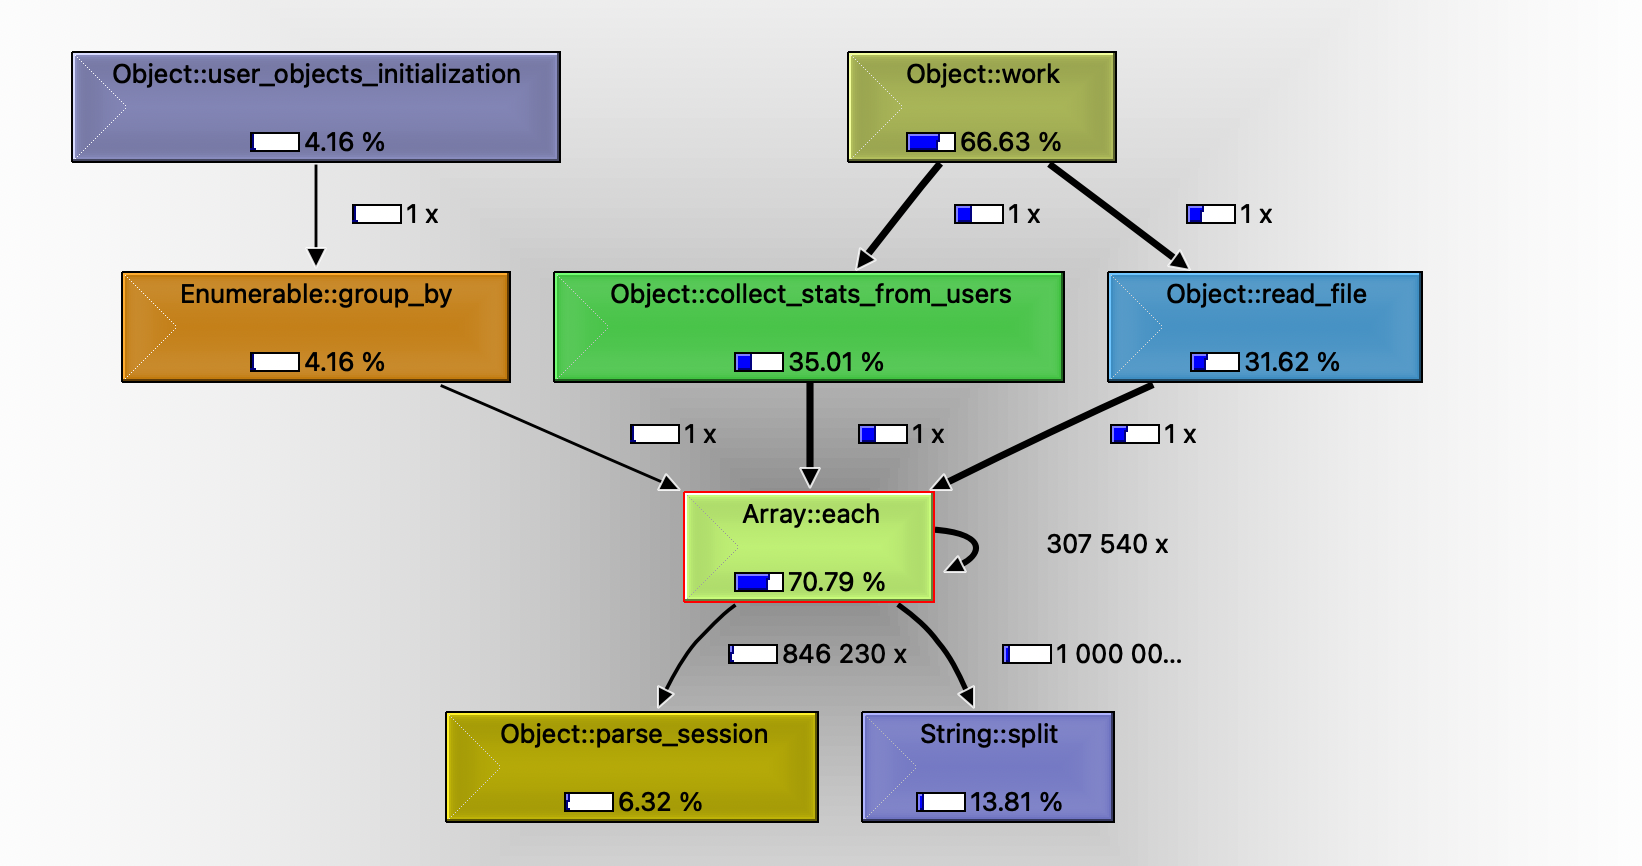 Object::user_objects_initialization
4.16 %
Object::work
66.63 %
1 x
1 x
1 x
Enumerable::group_by
4.16 %
Object::collect_stats_from_users
35.01 %
Object::read_file
31.62 %
1 x
1 x
1 x
Array::each
70.79 %
307 540 x
846 230 x
1 000 00...
Object::parse_session
6.32 %
String::split
13.81 %